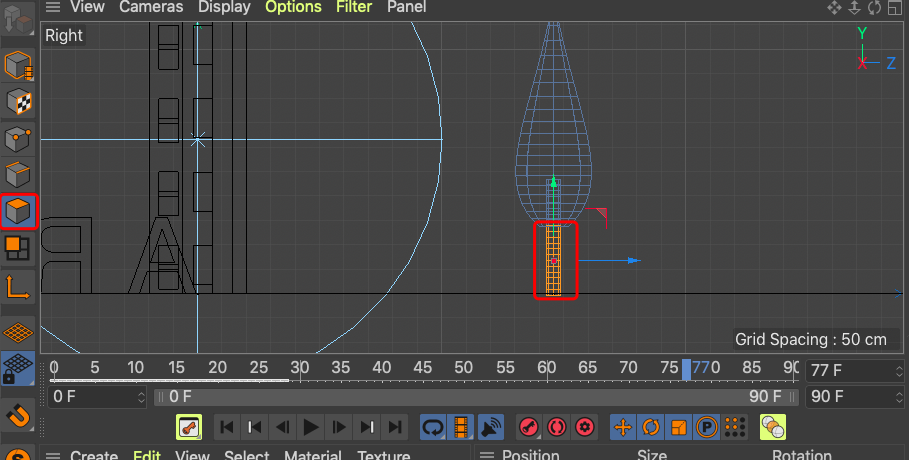 View Cameras Display Options Filter Panel
Right
Y
X Z
ЯA
Grid Spacing : 50 cm
0 5 10 15 20 25 30 35 40 45 50 55 60 65 70 75 77 0 85 90
77 F
0 F
0 F
90 F
90 F
P
Create Edit View Select Material Texture
Position Size Rotation